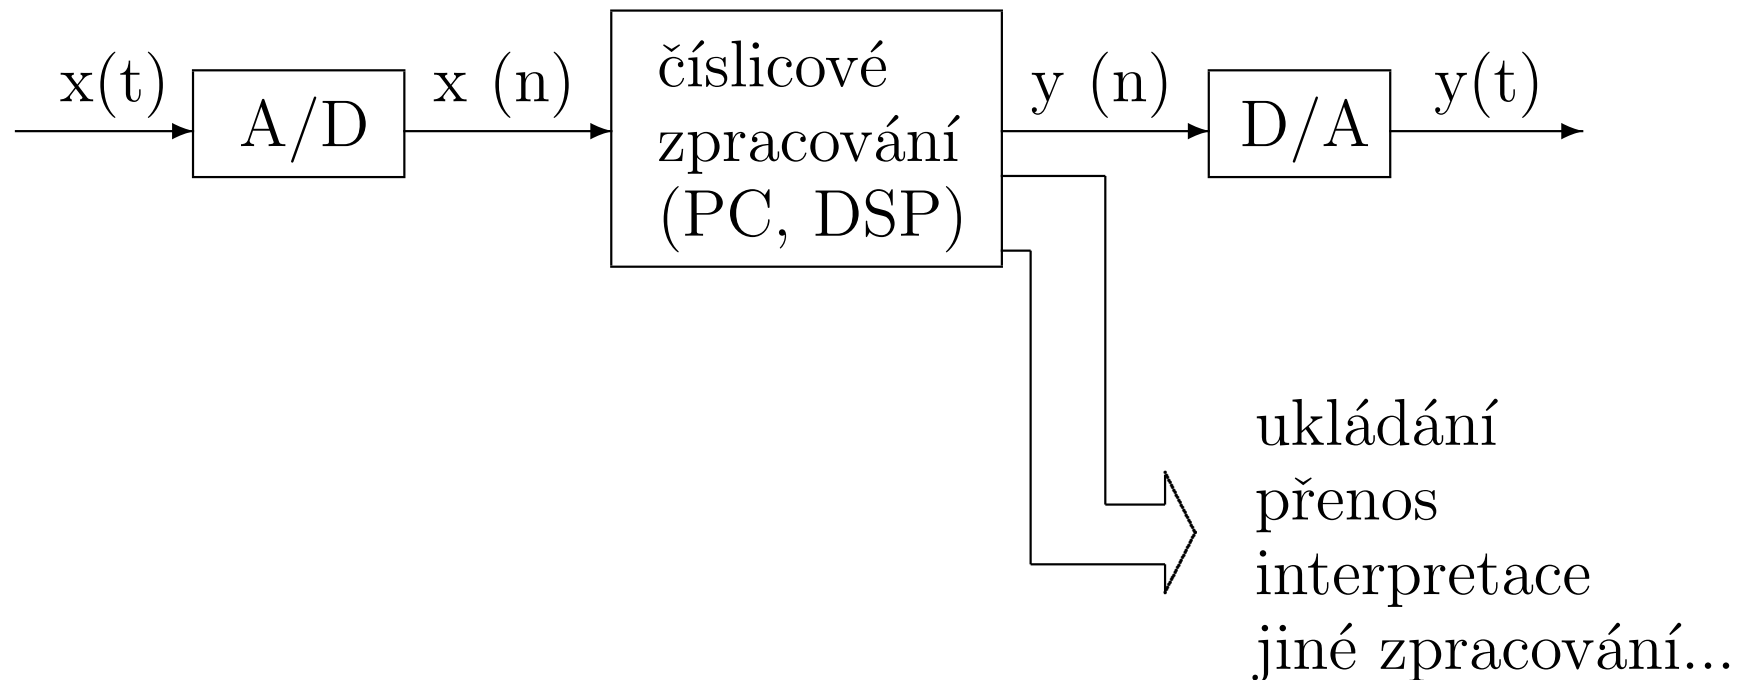 x(t)
A/D
x (n)
číslicové
zpracování
(PC, DSP)
y (n)
D/A
y(t)
ukládání
přenos
interpretace
jiné zpracování...